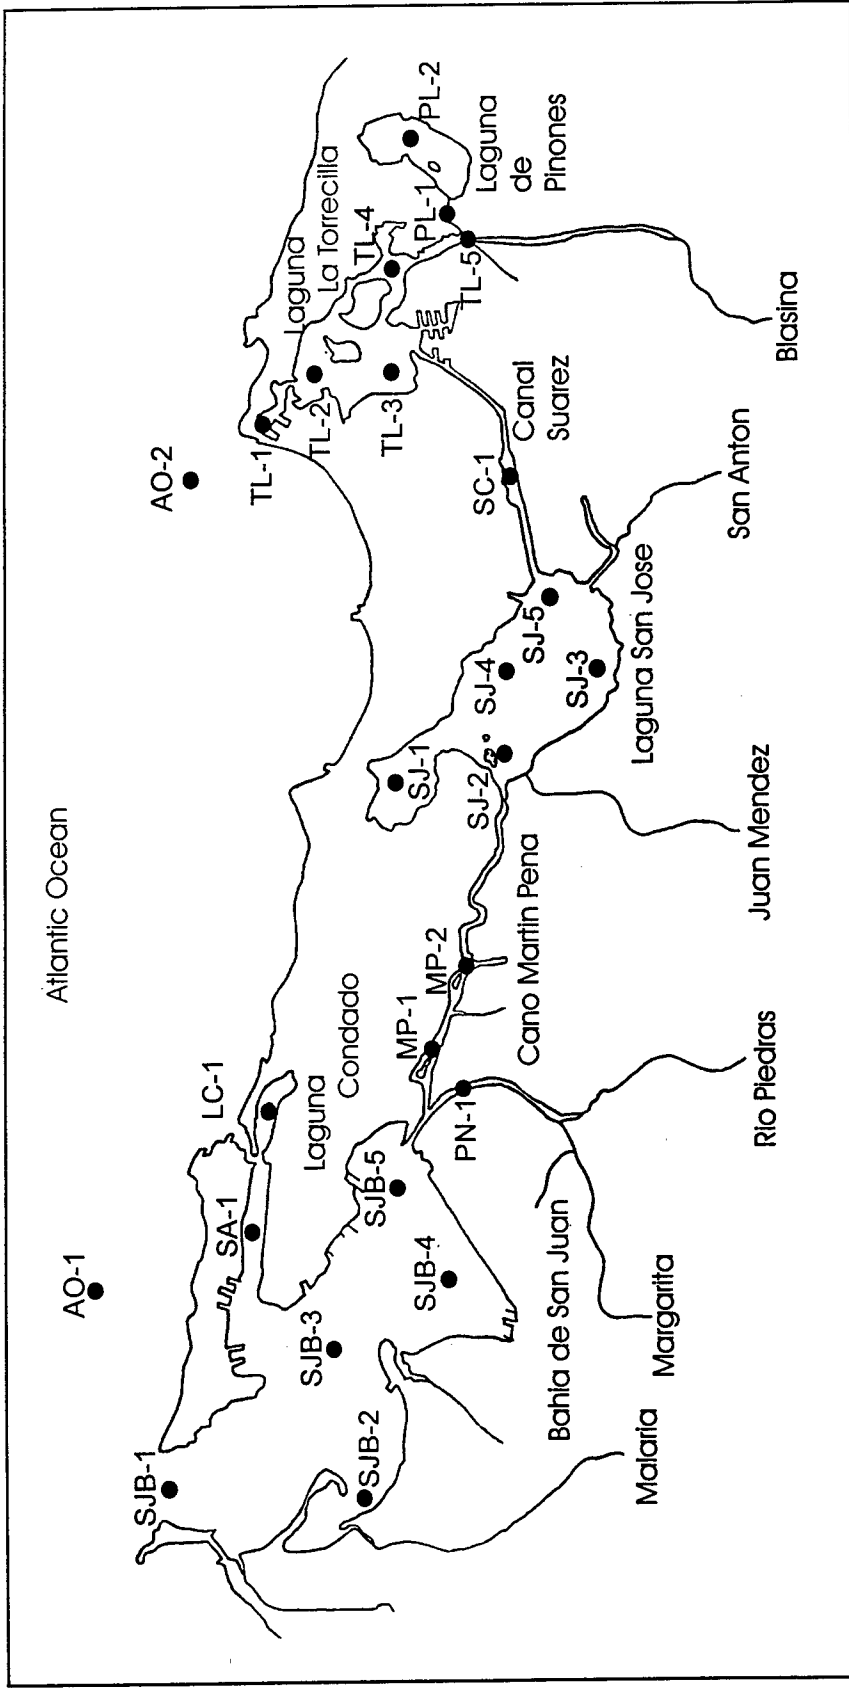 Atlantic Ocean
AO-1
AO-2
SJB-1
SJB-2
SJB-3
SJB-4
SJB-5
SA-1
LC-1
Laguna
Condado
Bahia de San Juan
Malaria
Margarita
Rio Piedras
PN-1
MP-1
MP-2
Cano Martin Pena
Juan Mendez
SJ-1
SJ-2
SJ-4
SJ-3
SJ-5
Laguna San Jose
San Anton
SC-1
Canal
Suarez
TL-1
TL-2
TL-3
Laguna
La Torrecilla
TL-4
TL-5
PL-1
PL-2
Laguna
de
Pinones
Blasina